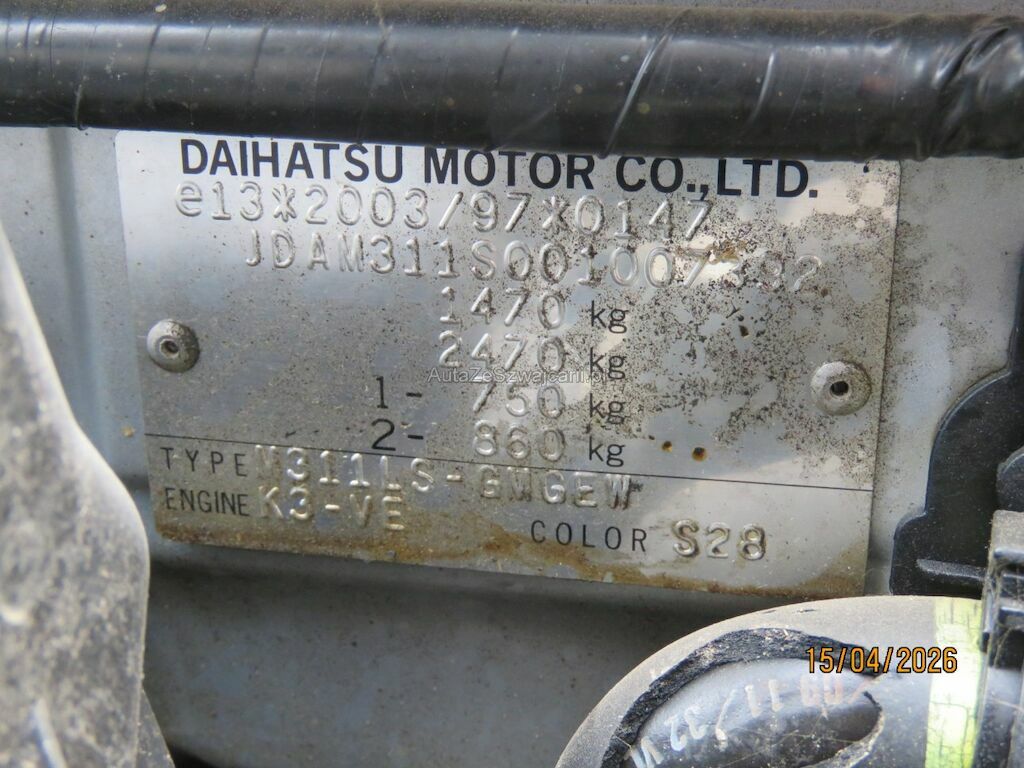 DAIHATSU MOTOR CO.,LTD.
e13*2003/97*0147
JDAM311S001007392
1470 kg
2470 kg
AutaZeSzwajcarii.pl
1- 750 kg
2- 860 kg
TYPE M311LS-GMGEW
ENGINE K3-VE
COLOR S28
15/04/2026